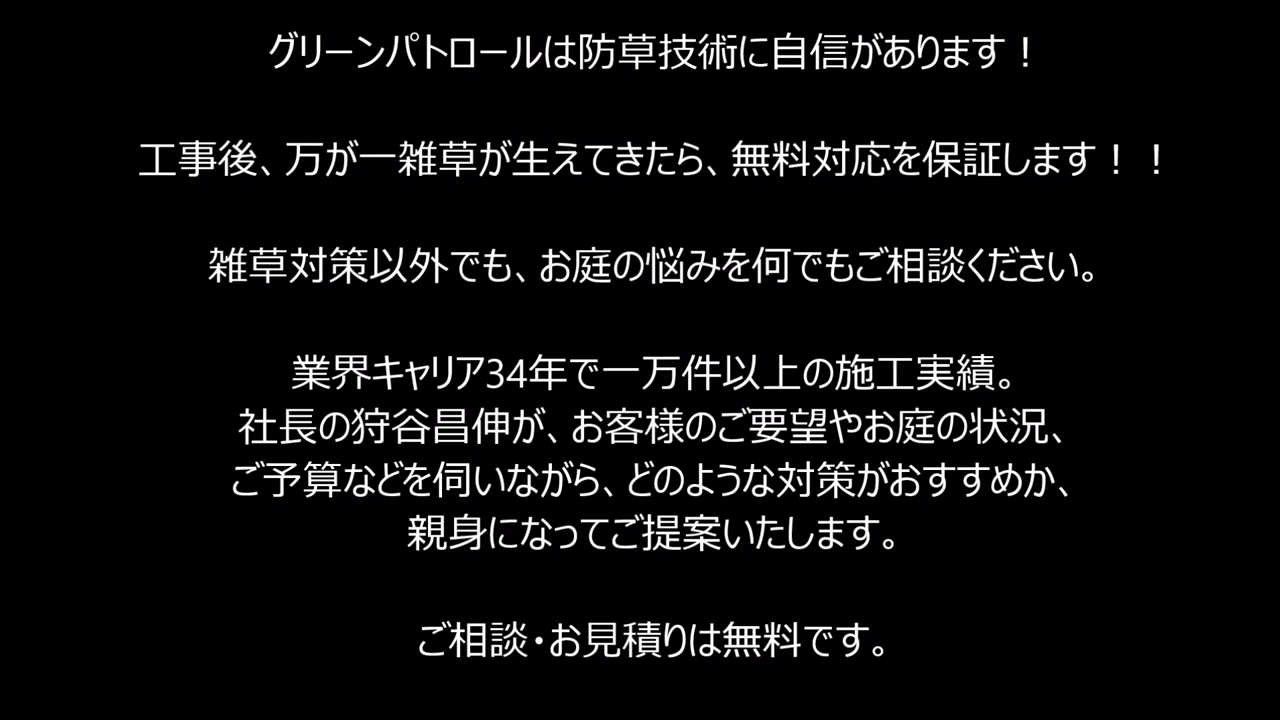 グリーンパトロールは防草技術に自信があります！
工事後、万が一雑草が生えてきたら、無料対応を保証します！！
雑草対策以外でも、お庭の悩みを何でもご相談ください。
業界キャリア34年で一万件以上の施工実績。
社長の狩谷昌伸が、お客様のご要望やお庭の状況、
ご予算などを伺いながら、どのような対策がおすすめか、
親身になってご提案いたします。
ご相談・お見積りは無料です。